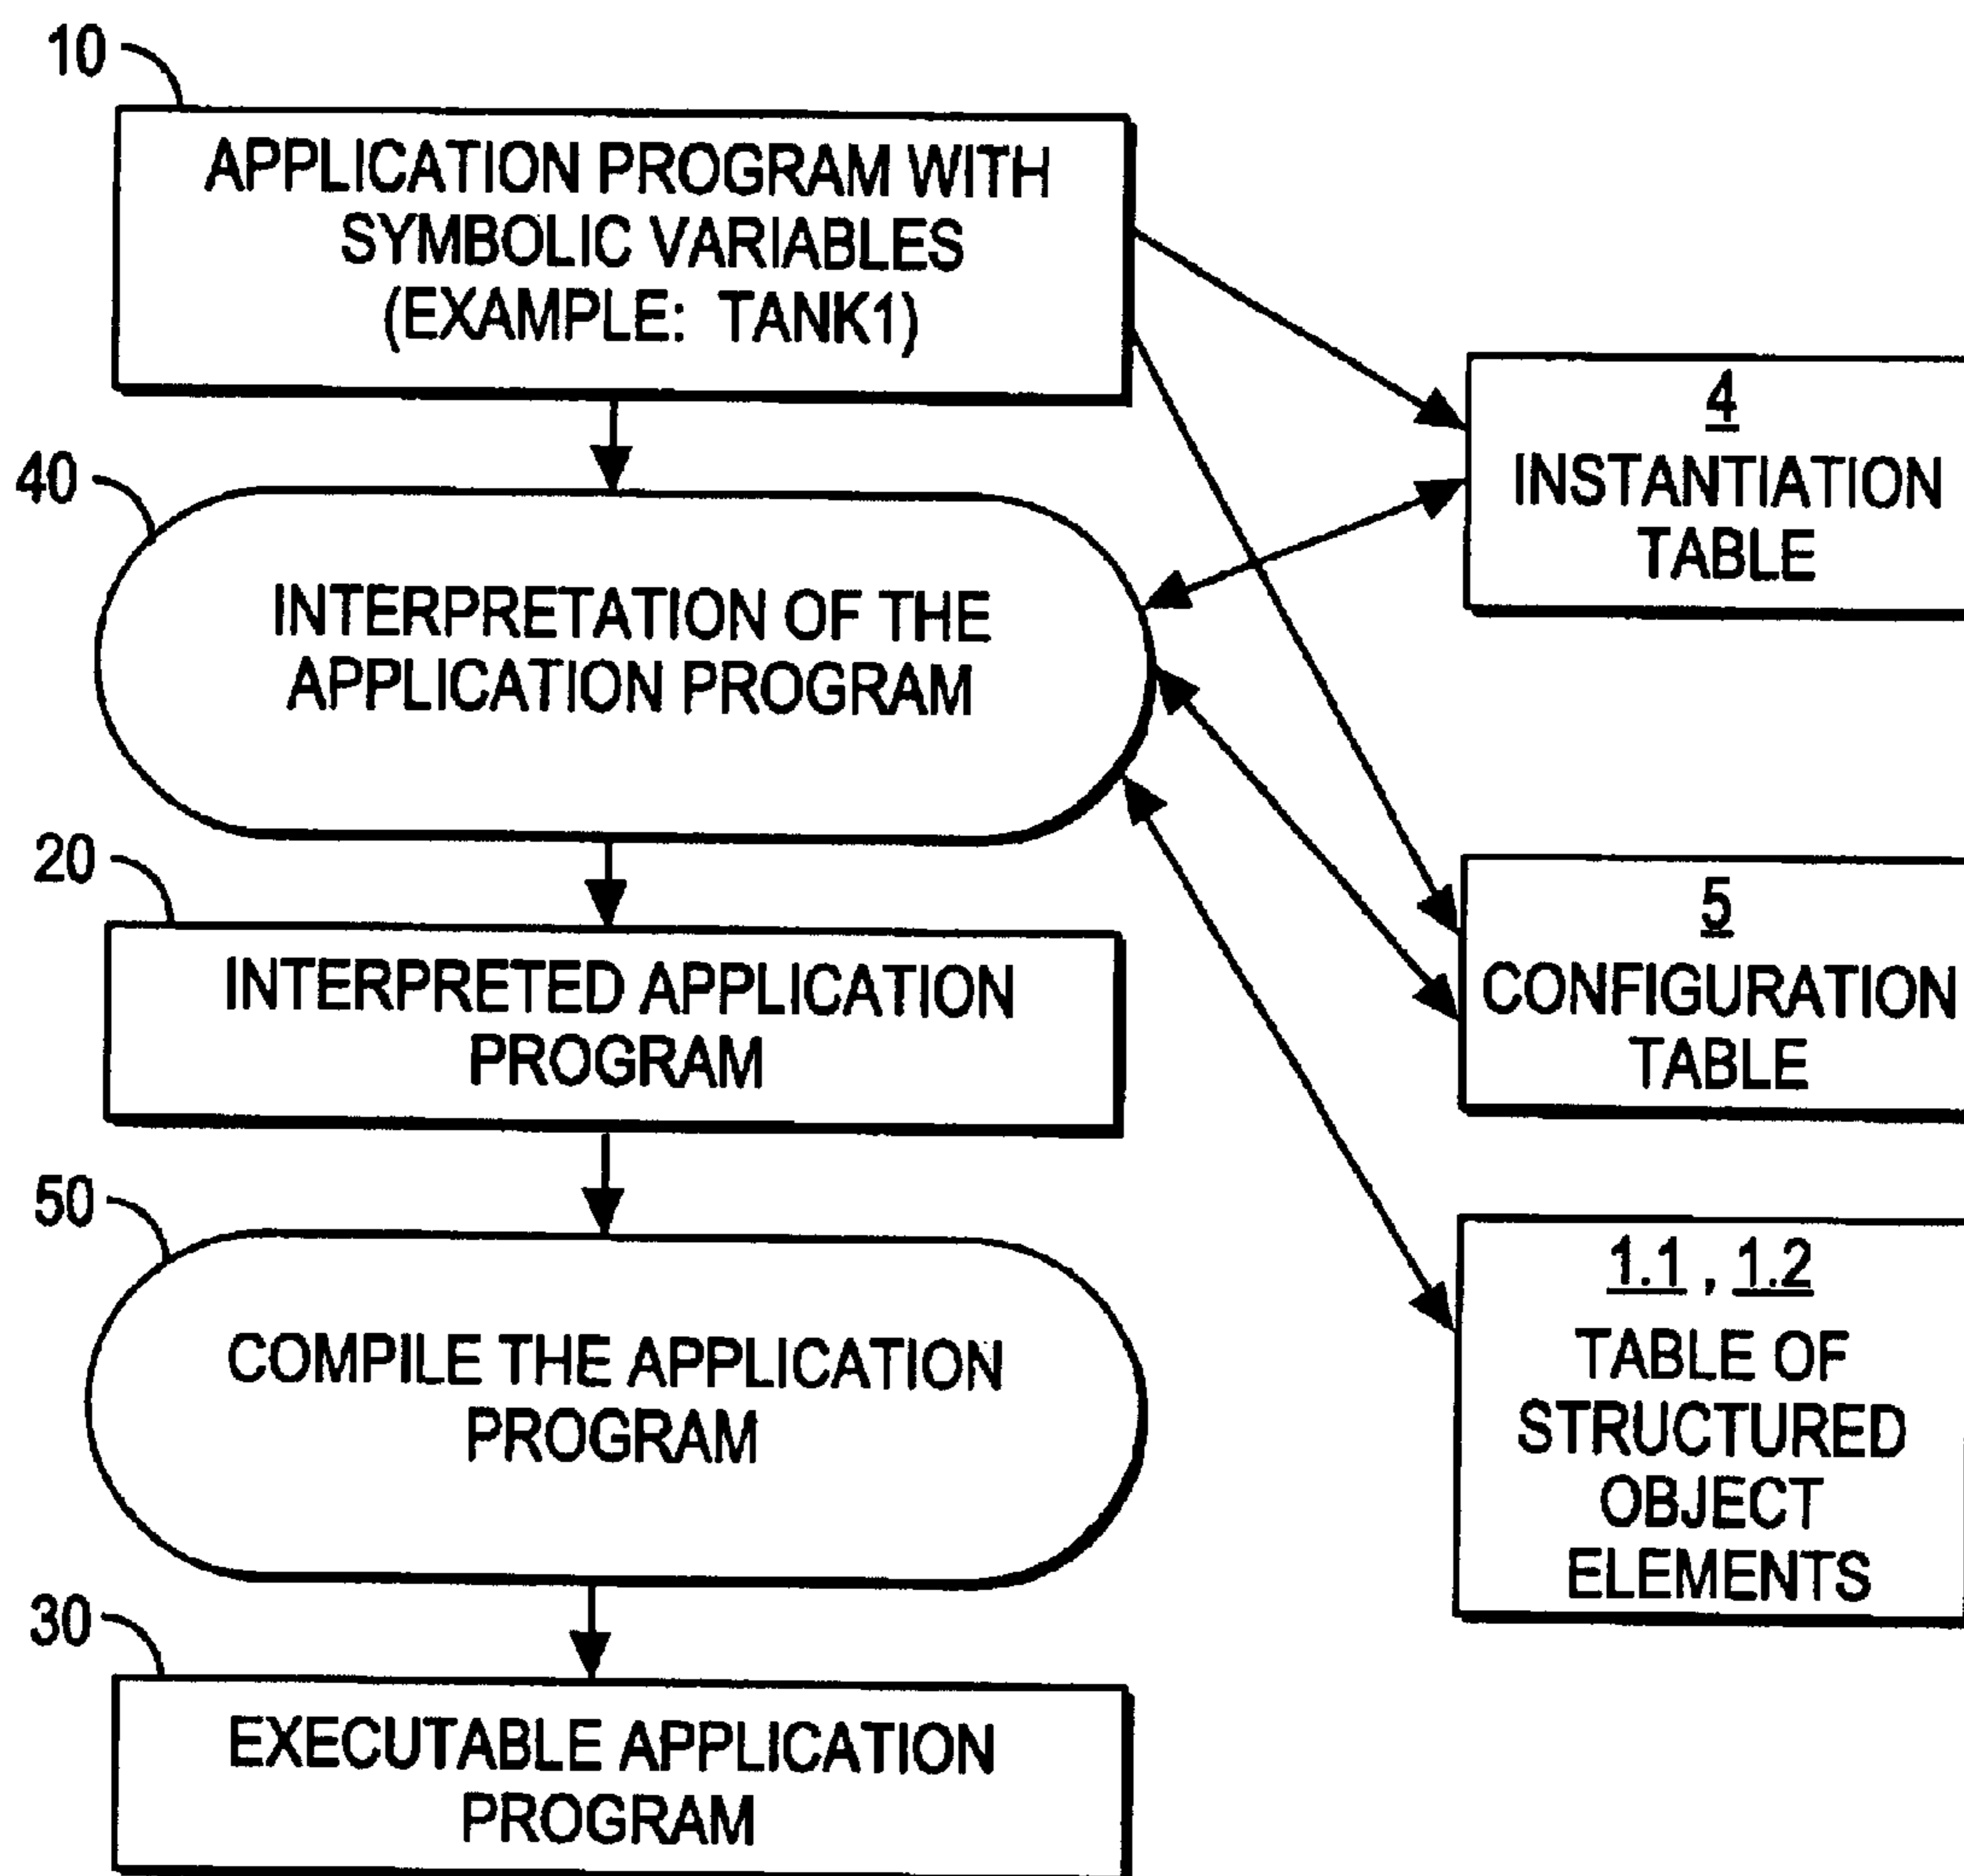 10
APPLICATION PROGRAM WITH
SYMBOLIC VARIABLES
(EXAMPLE: TANK1)
4
INSTANTIATION
TABLE
40
INTERPRETATION OF THE
APPLICATION PROGRAM
20
INTERPRETED APPLICATION
PROGRAM
5
CONFIGURATION
TABLE
50
COMPILE THE APPLICATION
PROGRAM
1.1 , 1.2
TABLE OF
STRUCTURED
OBJECT
ELEMENTS
30
EXECUTABLE APPLICATION
PROGRAM